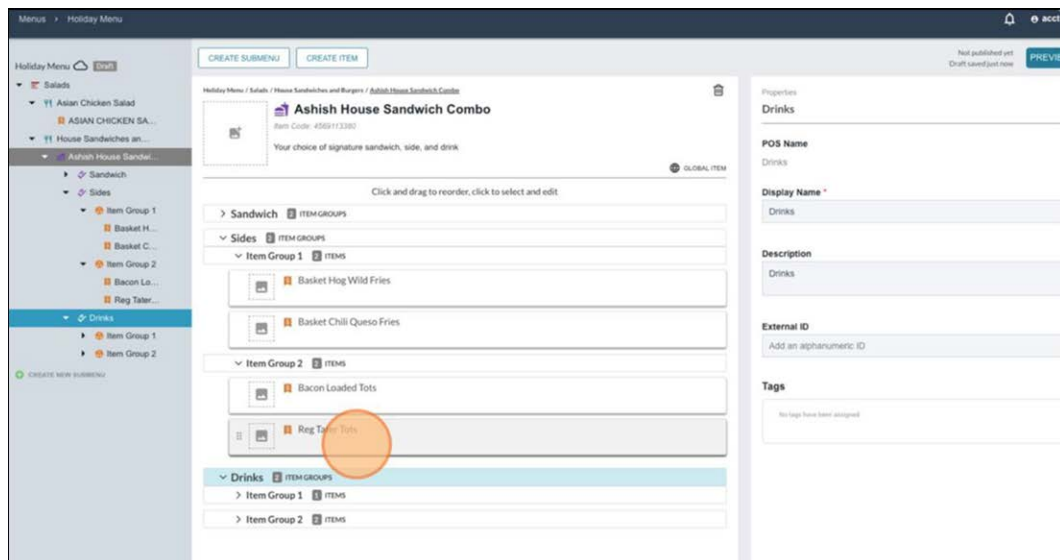 Menus › Holiday Menu
acct
Holiday Menu Draft
Salads
Asian Chicken Salad
ASIAN CHICKEN SA...
House Sandwiches an...
Ashish House Sandwi...
Sandwich
Sides
Item Group 1
Basket H...
Basket C...
Item Group 2
Bacon Lo...
Reg Tater...
Drinks
Item Group 1
Item Group 2
CREATE NEW SUBMENU
CREATE SUBMENU CREATE ITEM
Not published yet
Draft saved just now
PREVIE
Holiday Menu / Salads / House Sandwiches and Burgers / Ashish House Sandwich Combo
Ashish House Sandwich Combo
Item Code: 4569113380
Your choice of signature sandwich, side, and drink
GLOBAL ITEM
Click and drag to reorder, click to select and edit
Sandwich 2 ITEM GROUPS
Sides 2 ITEM GROUPS
Item Group 1 2 ITEMS
Basket Hog Wild Fries
Basket Chili Queso Fries
Item Group 2 2 ITEMS
Bacon Loaded Tots
Reg Tater Tots
Drinks 2 ITEM GROUPS
Item Group 1 1 ITEMS
Item Group 2 2 ITEMS
Properties
Drinks
POS Name
Drinks
Display Name *
Drinks
Description
Drinks
External ID
Add an alphanumeric ID
Tags
No tags have been assigned